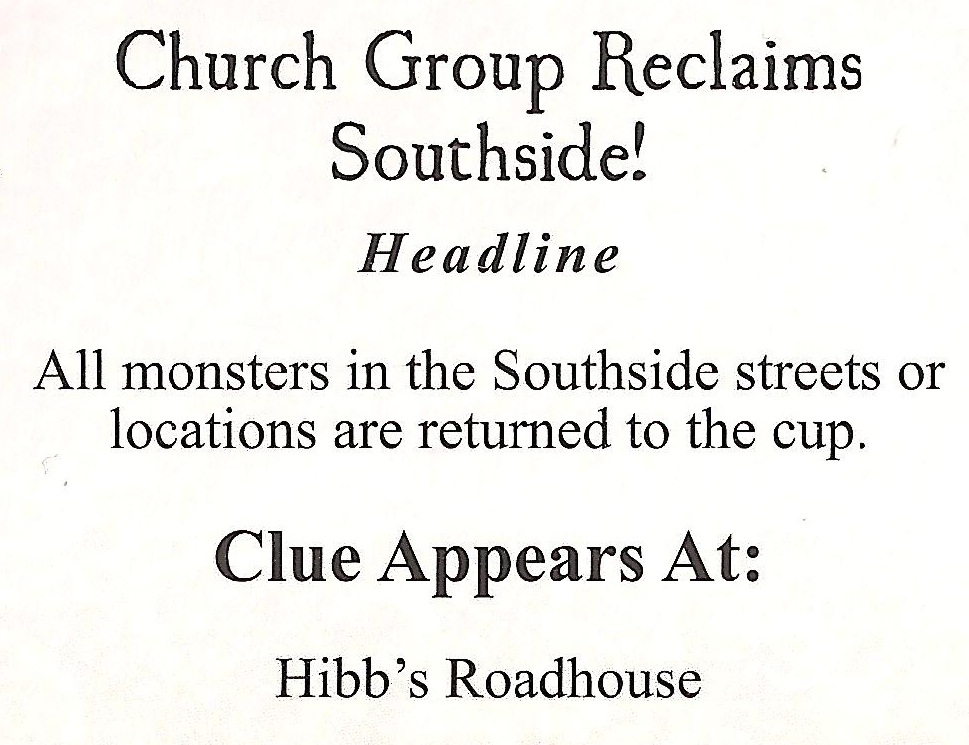 Church Group Reclaims
Southside!
Headline
All monsters in the Southside streets or
locations are returned to the cup.
Clue Appears At:
Hibb's Roadhouse